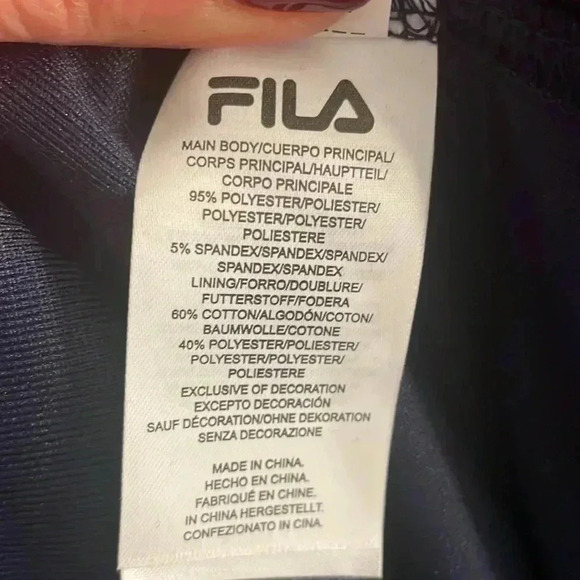 FILA
MAIN BODY/CUERPO PRINCIPAL/
CORPS PRINCIPAL/HAUPTTEIL/
CORPO PRINCIPALE
95% POLYESTER/POLIESTER/
POLYESTER/POLYESTER/
POLIESTERE
5% SPANDEX/SPANDEX/SPANDEX/
SPANDEX/SPANDEX
LINING/FORRO/DOUBLURE/
FUTTERSTOFF/FODERA
60% COTTON/ALGODÓN/COTON/
BAUMWOLLE/COTONE
40% POLYESTER/POLIESTER/
POLYESTER/POLYESTER/
POLIESTERE
EXCLUSIVE OF DECORATION
EXCEPTO DECORACIÓN
SAUF DÉCORATION/OHNE DEKORATION
SENZA DECORAZIONE
MADE IN CHINA.
HECHO EN CHINA.
FABRIQUÉ EN CHINE.
IN CHINA HERGESTELLT.
CONFEZIONATO IN CINA.